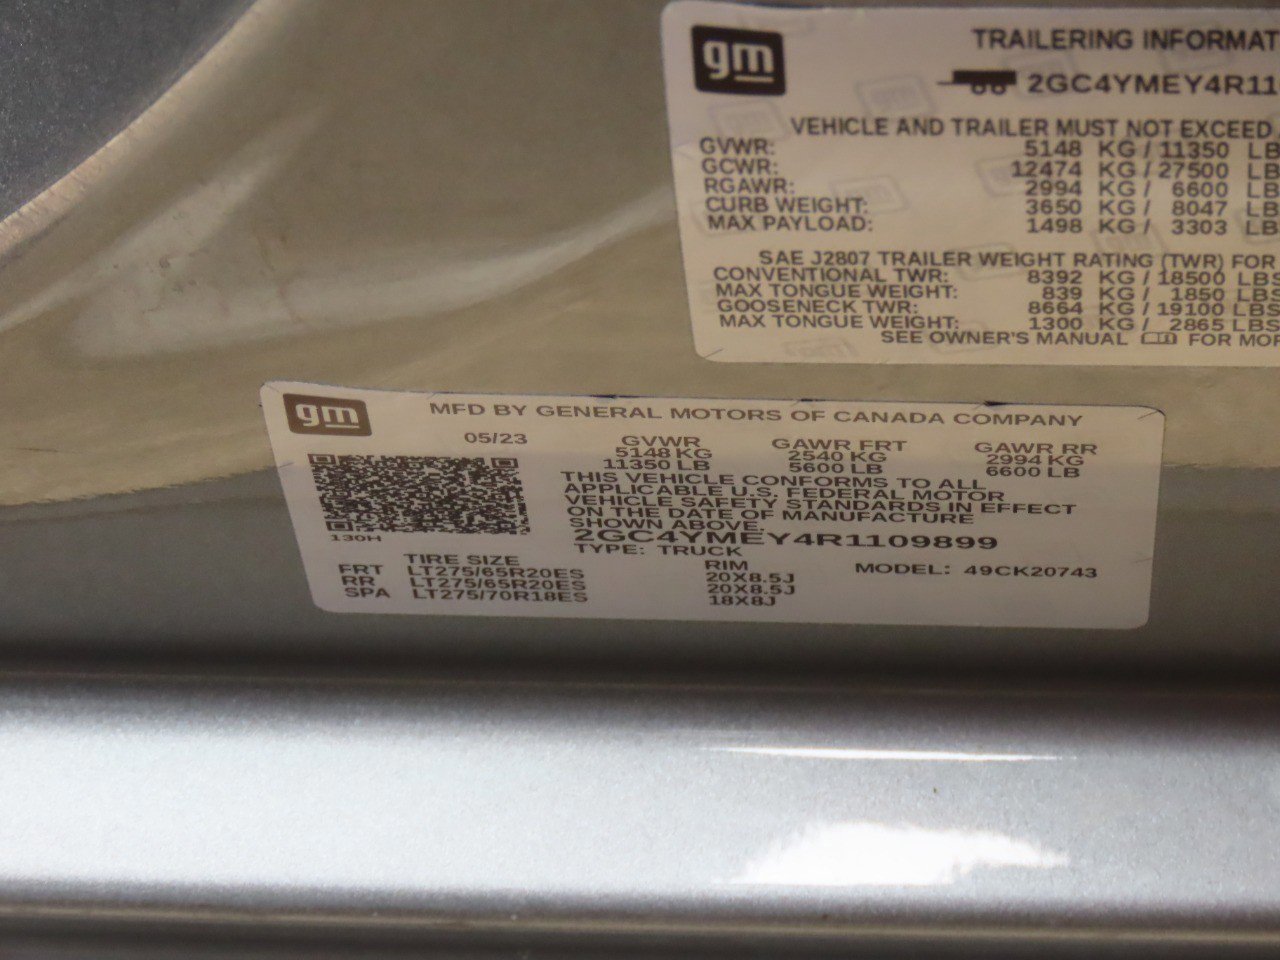 gm
TRAILERING INFORMAT
2GC4YMEY4R11
VEHICLE AND TRAILER MUST NOT EXCEED
GVWR: 5148 KG / 11350 LB
GCWR: 12474 KG / 27500 LB
RGAWR: 2994 KG / 6600 LB
CURB WEIGHT: 3650 KG / 8047 LB
MAX PAYLOAD: 1498 KG / 3303 LB
SAE J2807 TRAILER WEIGHT RATING (TWR) FOR
CONVENTIONAL TWR: 8392 KG / 18500 LBS
MAX TONGUE WEIGHT: 839 KG / 1850 LBS
GOOSENECK TWR: 8664 KG / 19100 LBS
MAX TONGUE WEIGHT: 1300 KG / 2865 LBS
SEE OWNER'S MANUAL FOR MOR
gm
MFD BY GENERAL MOTORS OF CANADA COMPANY
05/23 GVWR GAWR FRT GAWR RR
5148 KG 2540 KG 2994 KG
11350 LB 5600 LB 6600 LB
THIS VEHICLE CONFORMS TO ALL
APPLICABLE U.S. FEDERAL MOTOR
VEHICLE SAFETY STANDARDS IN EFFECT
ON THE DATE OF MANUFACTURE
SHOWN ABOVE.
2GC4YMEY4R1109899
130H
TYPE: TRUCK
TIRE SIZE RIM MODEL: 49CK20743
FRT LT275/65R20ES 20X8.5J
RR LT275/65R20ES 20X8.5J
SPA LT275/70R18ES 18X8J